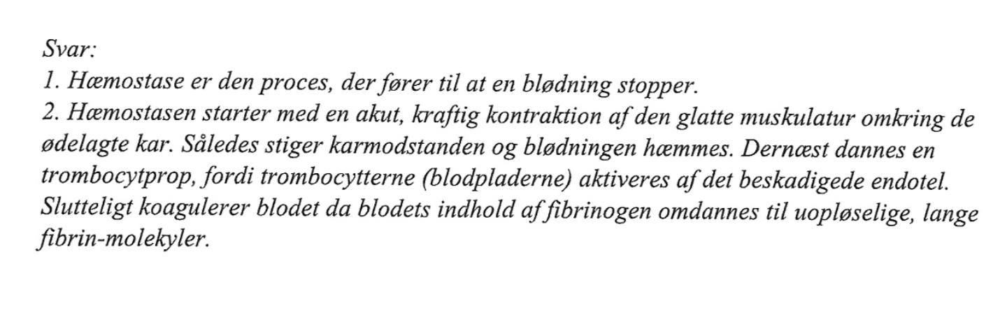 Svar:
1. Hæmostase er den proces, der fører til at en blødning stopper.
2. Hæmostasen starter med en akut, kraftig kontraktion af den glatte muskulatur omkring de
ødelagte kar. Således stiger karmodstanden og blødningen hæmmes. Dernæst dannes en
trombocytprop, fordi trombocytterne (blodpladerne) aktiveres af det beskadigede endotel.
Slutteligt koagulerer blodet da blodets indhold af fibrinogen omdannes til uopløselige, lange
fibrin-molekyler.